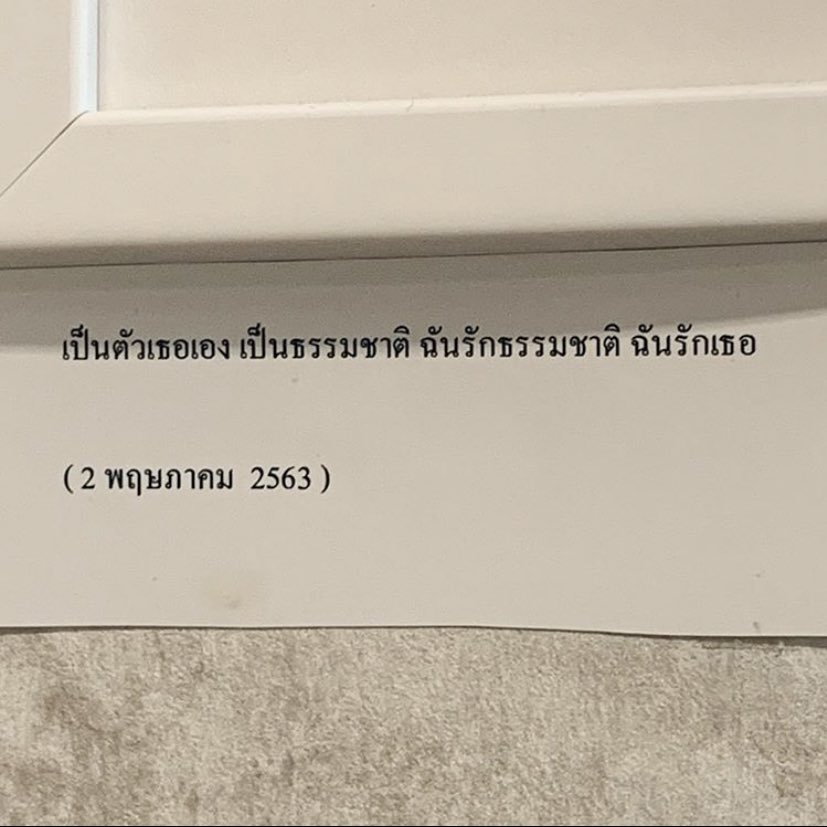 เป็นตัวเธอเอง เป็นธรรมชาติ ฉันรักธรรมชาติ ฉันรักเธอ
( 2 พฤษภาคม 2563 )